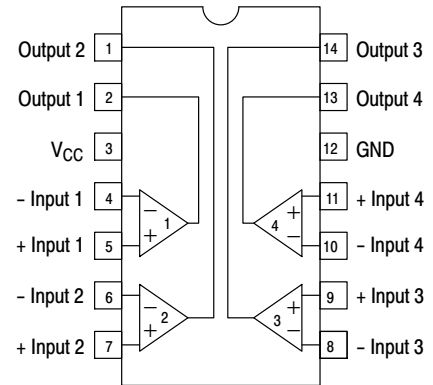 Output 2 1 14 Output 3
Output 1 2 13 Output 4
VCC 3 12 GND
– Input 1 4 – 1 + 4 11 + Input 4
+ Input 1 5 + – 10 – Input 4
– Input 2 6 – 2 + 3 9 + Input 3
+ Input 2 7 + – 8 – Input 3